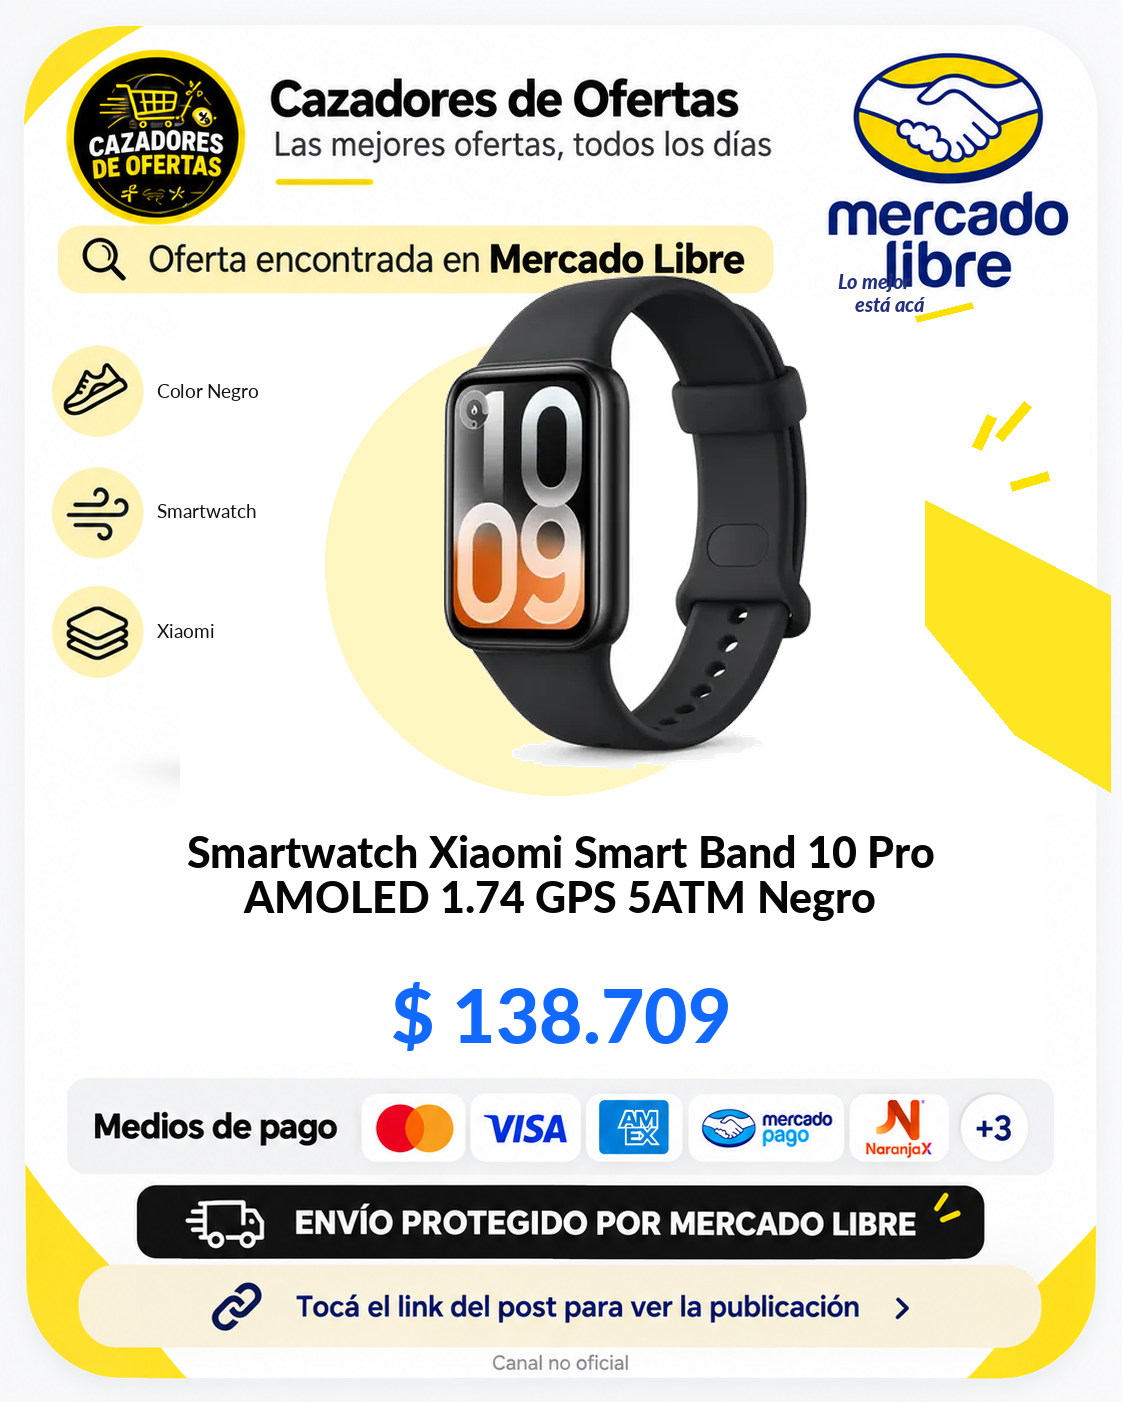 CAZADORES
DE OFERTAS
Cazadores de Ofertas
Las mejores ofertas, todos los días
mercado
libre
Lo mejor
está acá
Oferta encontrada en Mercado Libre
Color Negro
Smartwatch
Xiaomi
10
09
Smartwatch Xiaomi Smart Band 10 Pro
AMOLED 1.74 GPS 5ATM Negro
$ 138.709
Medios de pago
VISA
AM
EX
mercado
pago
NaranjaX
+3
ENVÍO PROTEGIDO POR MERCADO LIBRE
Tocá el link del post para ver la publicación
Canal no oficial